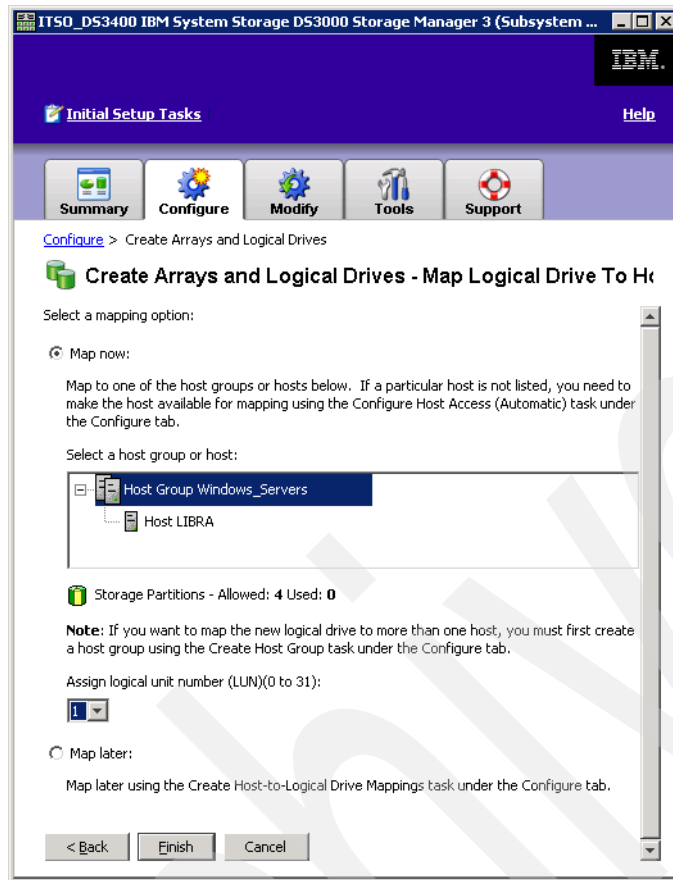 ITSO_DS3400 IBM System Storage DS3000 Storage Manager 3 (Subsystem ...
IBM.
Initial Setup Tasks
Help
Summary
Configure
Modify
Tools
Support
Configure > Create Arrays and Logical Drives
Create Arrays and Logical Drives - Map Logical Drive To Ho
Select a mapping option:
Map now:
Map to one of the host groups or hosts below. If a particular host is not listed, you need to
make the host available for mapping using the Configure Host Access (Automatic) task under
the Configure tab.
Select a host group or host:
Host Group Windows_Servers
Host LIBRA
Storage Partitions - Allowed: 4 Used: 0
Note: If you want to map the new logical drive to more than one host, you must first create
a host group using the Create Host Group task under the Configure tab.
Assign logical unit number (LUN)(0 to 31):
1
Map later:
Map later using the Create Host-to-Logical Drive Mappings task under the Configure tab.
< Back
Finish
Cancel